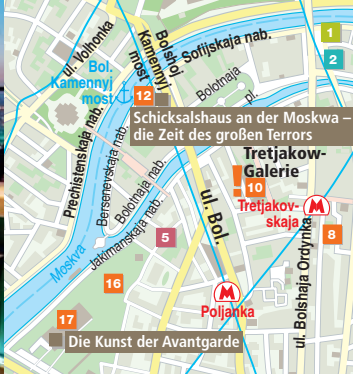 ul. Volhonka
Bolshoj
Kamennyj
most
Sofijskaja nab.
1
2
Bol.
Kamennyj
most
12
Bolotnaja
pl.
Schicksalshaus an der Moskwa –
die Zeit des großen Terrors
Prechistenskaja nab.
Bersenevskaja nab.
Bolotnaja nab.
Jakimanskaja nab.
Tretjakow-
Galerie
10
Tretjakov-
skaja
M
ul. Bol.
5
8
ul. Bolshaja Ordynka
Moskva
16
M
Poljanka
17
Die Kunst der Avantgarde